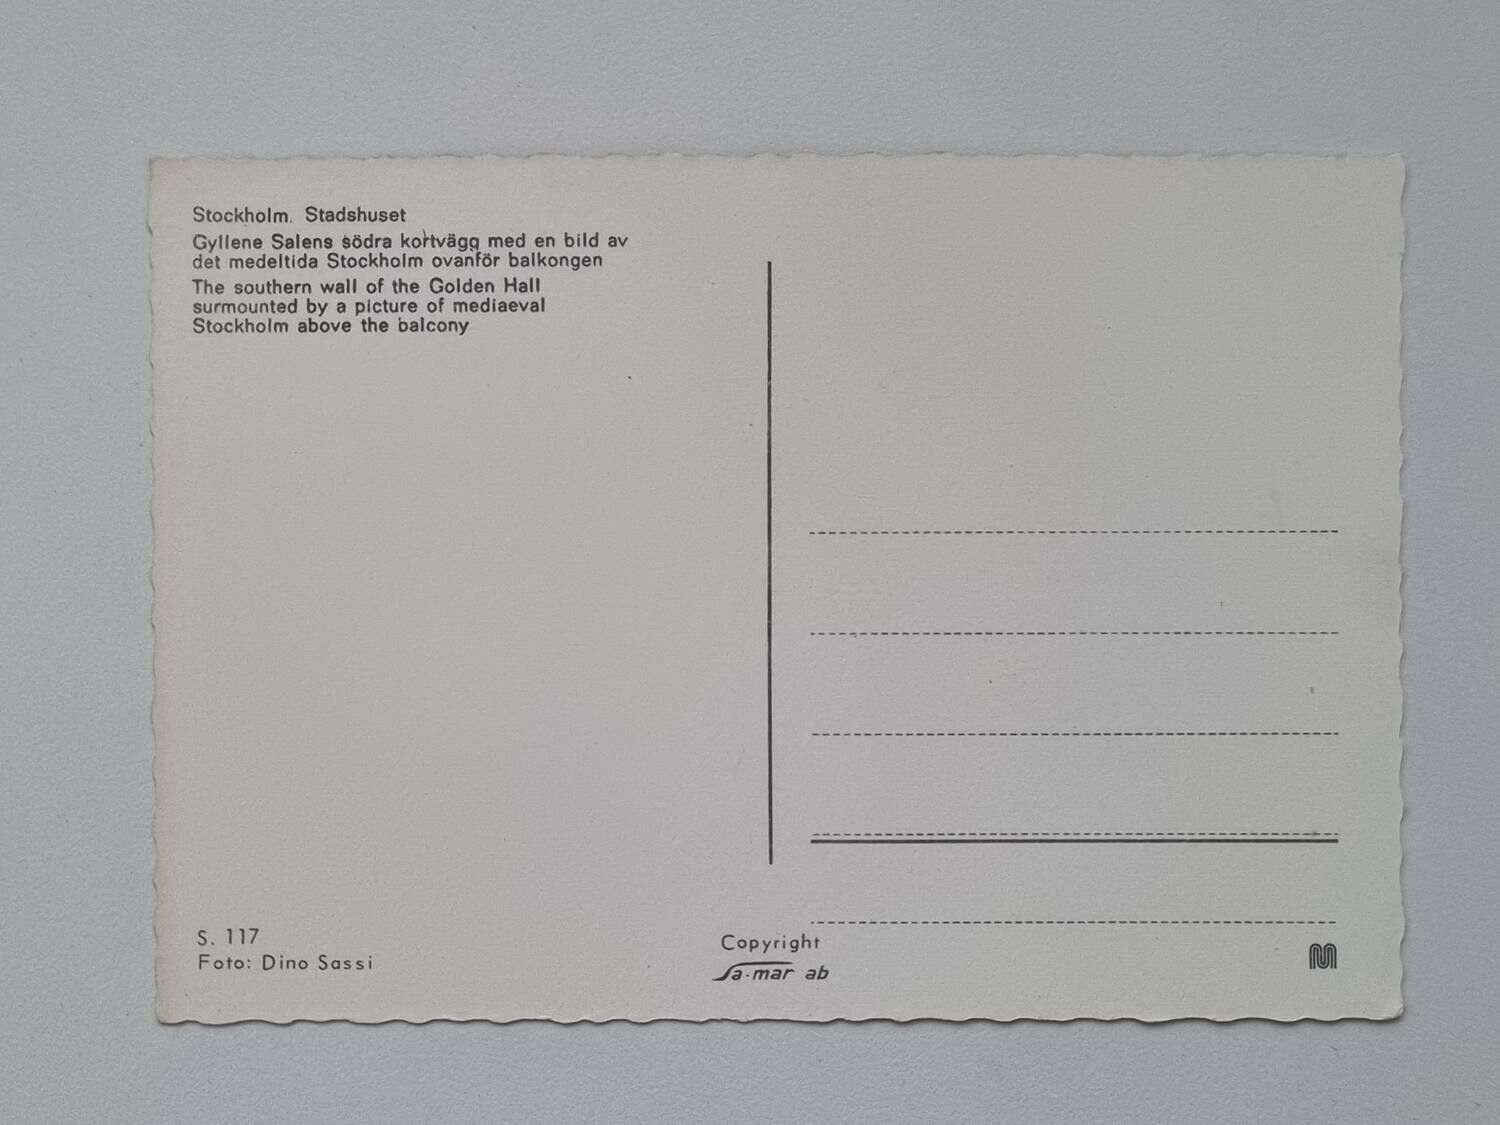 Stockholm. Stadshuset
Gyllene Salens södra kortvägg med en bild av
det medeltida Stockholm ovanför balkongen
The southern wall of the Golden Hall
surmounted by a picture of mediaeval
Stockholm above the balcony
S. 117
Foto: Dino Sassi
Copyright
Sa-mar ab
M